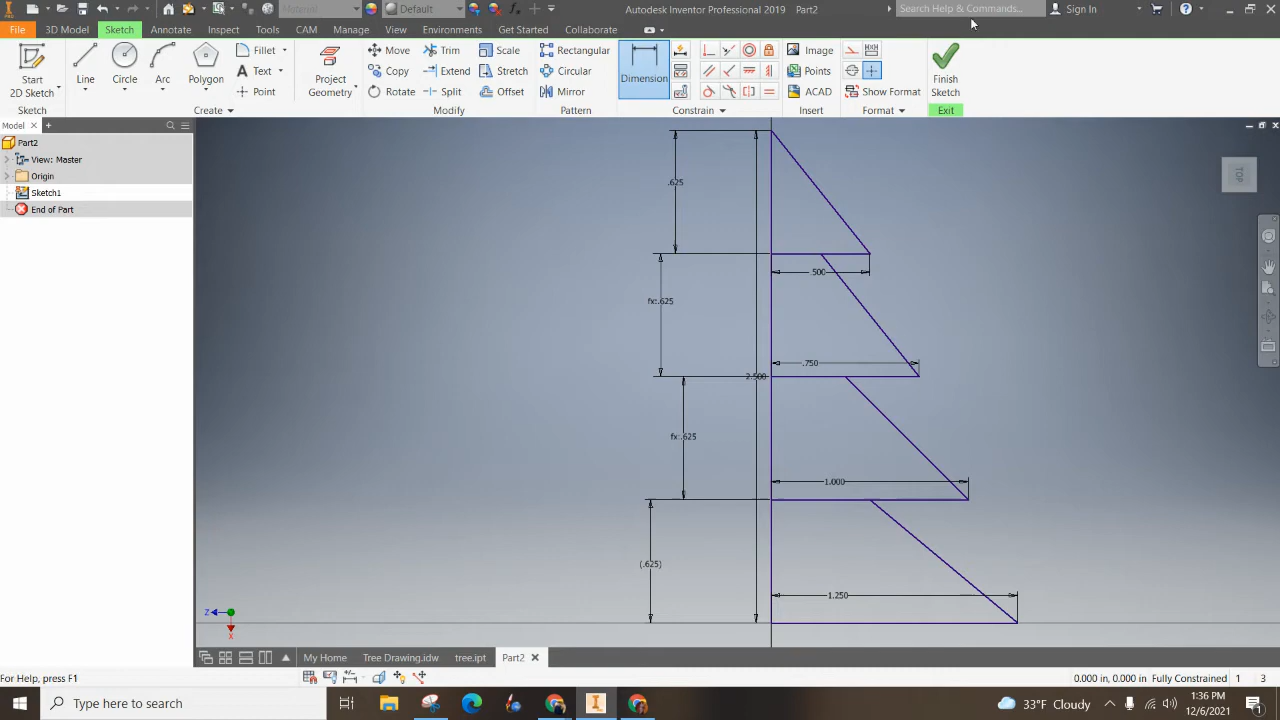 Material
Default
Autodesk Inventor Professional 2019   Part2
Search Help & Commands...
Sign In
File
3D Model
Sketch
Annotate
Inspect
Tools
CAM
Manage
View
Environments
Get Started
Collaborate
Start
2D Sketch
Line
Circle
Arc
Polygon
Fillet
Text
Point
Project
Geometry
Move
Copy
Rotate
Trim
Extend
Split
Scale
Stretch
Offset
Rectangular
Circular
Mirror
Dimension
Image
Points
ACAD
Show Format
Finish
Sketch
Sketch
Create
Modify
Pattern
Constrain
Insert
Format
Exit
Model
Part2
View: Master
Origin
Sketch1
End of Part
TOP
.625
.500
fx:.625
.750
2.500
fx:.625
1.000
(.625)
1.250
Z
X
My Home
Tree Drawing.idw
tree.ipt
Part2
For Help, press F1
0.000 in, 0.000 in
Fully Constrained
1
3
Type here to search
33°F Cloudy
1:36 PM
12/6/2021